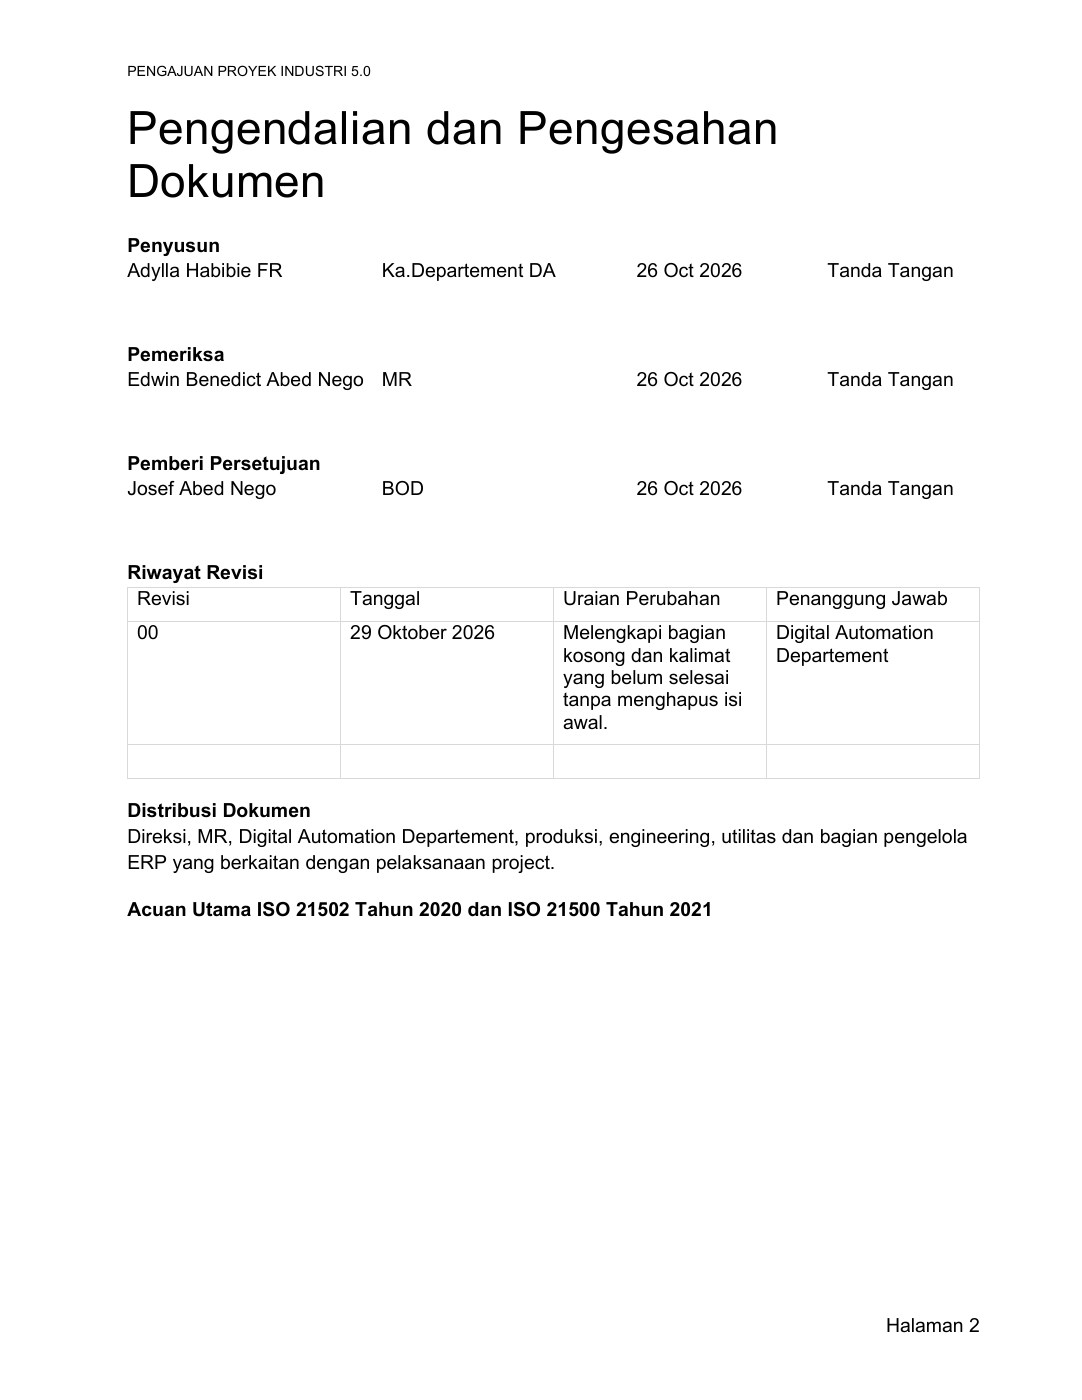 PENGAJUAN PROYEK INDUSTRI 5.0
Pengendalian dan Pengesahan
Dokumen
Penyusun
Adylla Habibie FR Ka.Departement DA 26 Oct 2026 Tanda Tangan
Pemeriksa
Edwin Benedict Abed Nego MR 26 Oct 2026 Tanda Tangan
Pemberi Persetujuan
Josef Abed Nego BOD 26 Oct 2026 Tanda Tangan
Riwayat Revisi
Revisi Tanggal Uraian Perubahan Penanggung Jawab
00 29 Oktober 2026 Melengkapi bagian Digital Automation
kosong dan kalimat Departement
yang belum selesai
tanpa menghapus isi
awal.
Distribusi Dokumen
Direksi, MR, Digital Automation Departement, produksi, engineering, utilitas dan bagian pengelola
ERP yang berkaitan dengan pelaksanaan project.
Acuan Utama ISO 21502 Tahun 2020 dan ISO 21500 Tahun 2021
Halaman 2